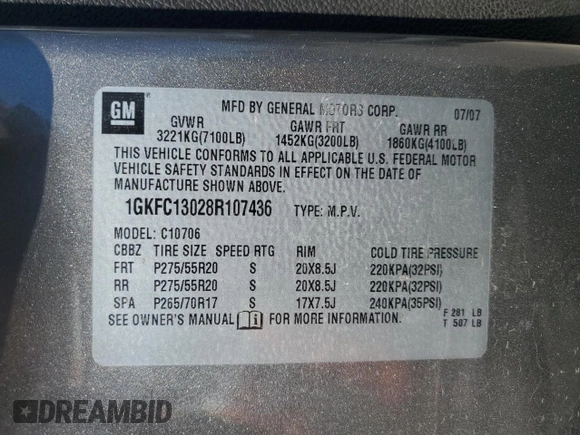 GM
MFD BY GENERAL MOTORS CORP.
07/07
GVWR GAWR FRT GAWR RR
3221KG(7100LB) 1452KG(3200LB) 1860KG(4100LB)
THIS VEHICLE CONFORMS TO ALL APPLICABLE U.S. FEDERAL MOTOR
VEHICLE SAFETY STANDARDS IN EFFECT ON THE DATE OF
MANUFACTURE SHOWN ABOVE.
1GKFC13028R107436 TYPE: M.P.V.
MODEL: C10706
CBBZ TIRE SIZE SPEED RTG RIM COLD TIRE PRESSURE
FRT P275/55R20 S 20X8.5J 220KPA(32PSI)
RR P275/55R20 S 20X8.5J 220KPA(32PSI)
SPA P265/70R17 S 17X7.5J 240KPA(35PSI)
SEE OWNER'S MANUAL FOR MORE INFORMATION.
F 281 LB
T 507 LB
DREAMBID